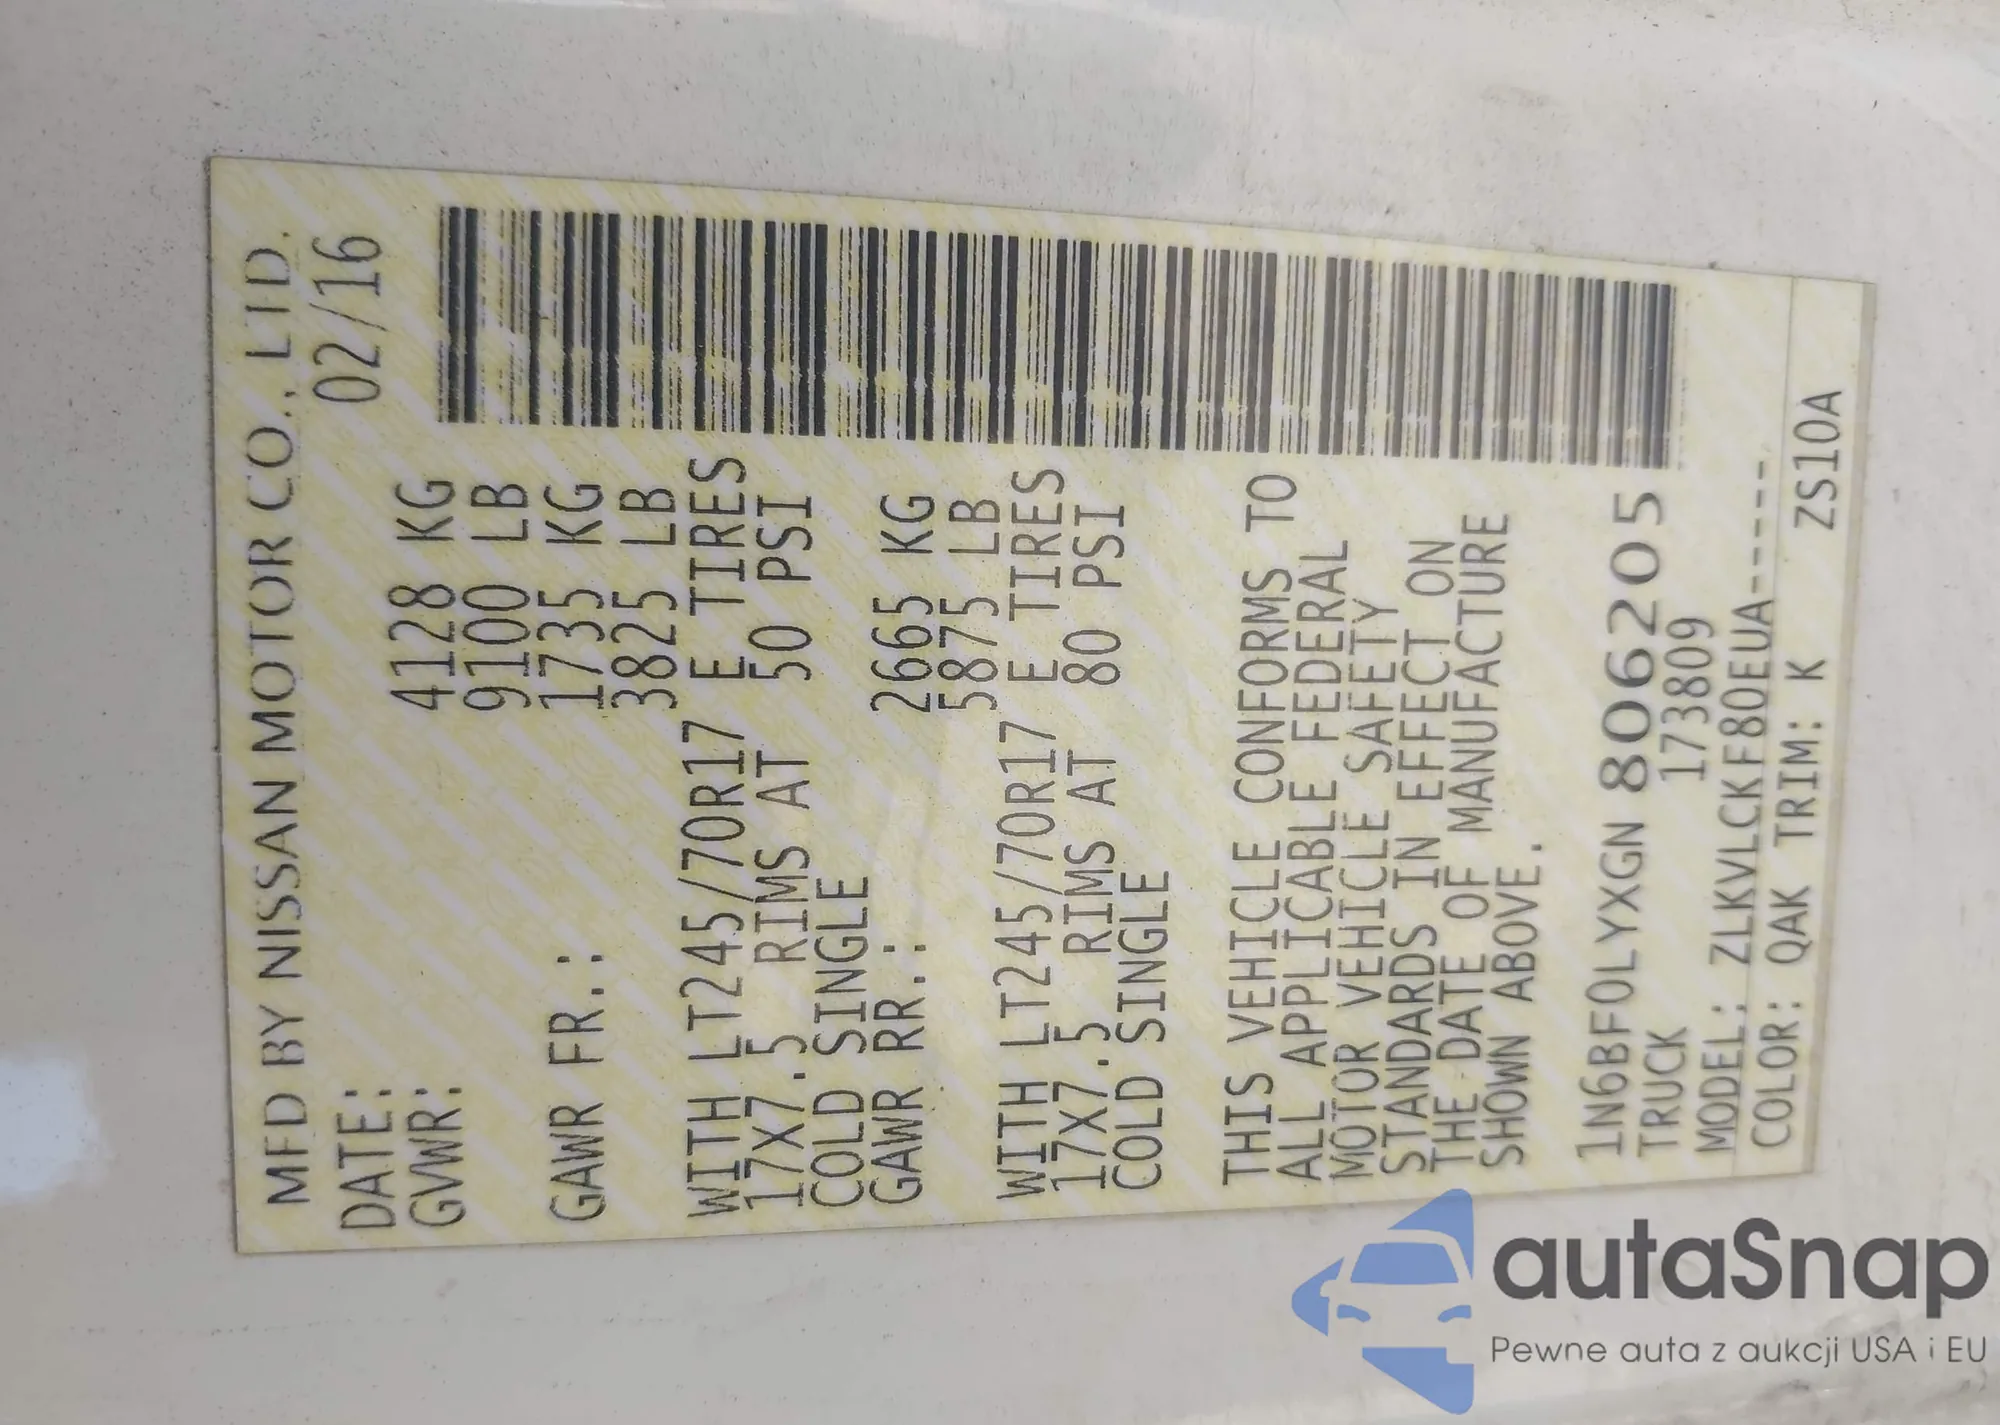 MFD BY NISSAN MOTOR CO., LTD.
DATE: 02/16
GVWR: 4128 KG
9100 LB
GAWR FR.: 1735 KG
3825 LB
WITH LT245/70R17 E TIRES
17X7.5 RIMS AT 50 PSI
COLD SINGLE
GAWR RR.: 2665 KG
5875 LB
WITH LT245/70R17 E TIRES
17X7.5 RIMS AT 80 PSI
COLD SINGLE
THIS VEHICLE CONFORMS TO
ALL APPLICABLE FEDERAL
MOTOR VEHICLE SAFETY
STANDARDS IN EFFECT ON
THE DATE OF MANUFACTURE
SHOWN ABOVE.
1N6BF0LYXGN 806205
TRUCK 173809
MODEL: ZLKVLCKF80EUA-----
COLOR: QAK TRIM: K ZS10A
autaSnap
Pewne auta z aukcji USA i EU